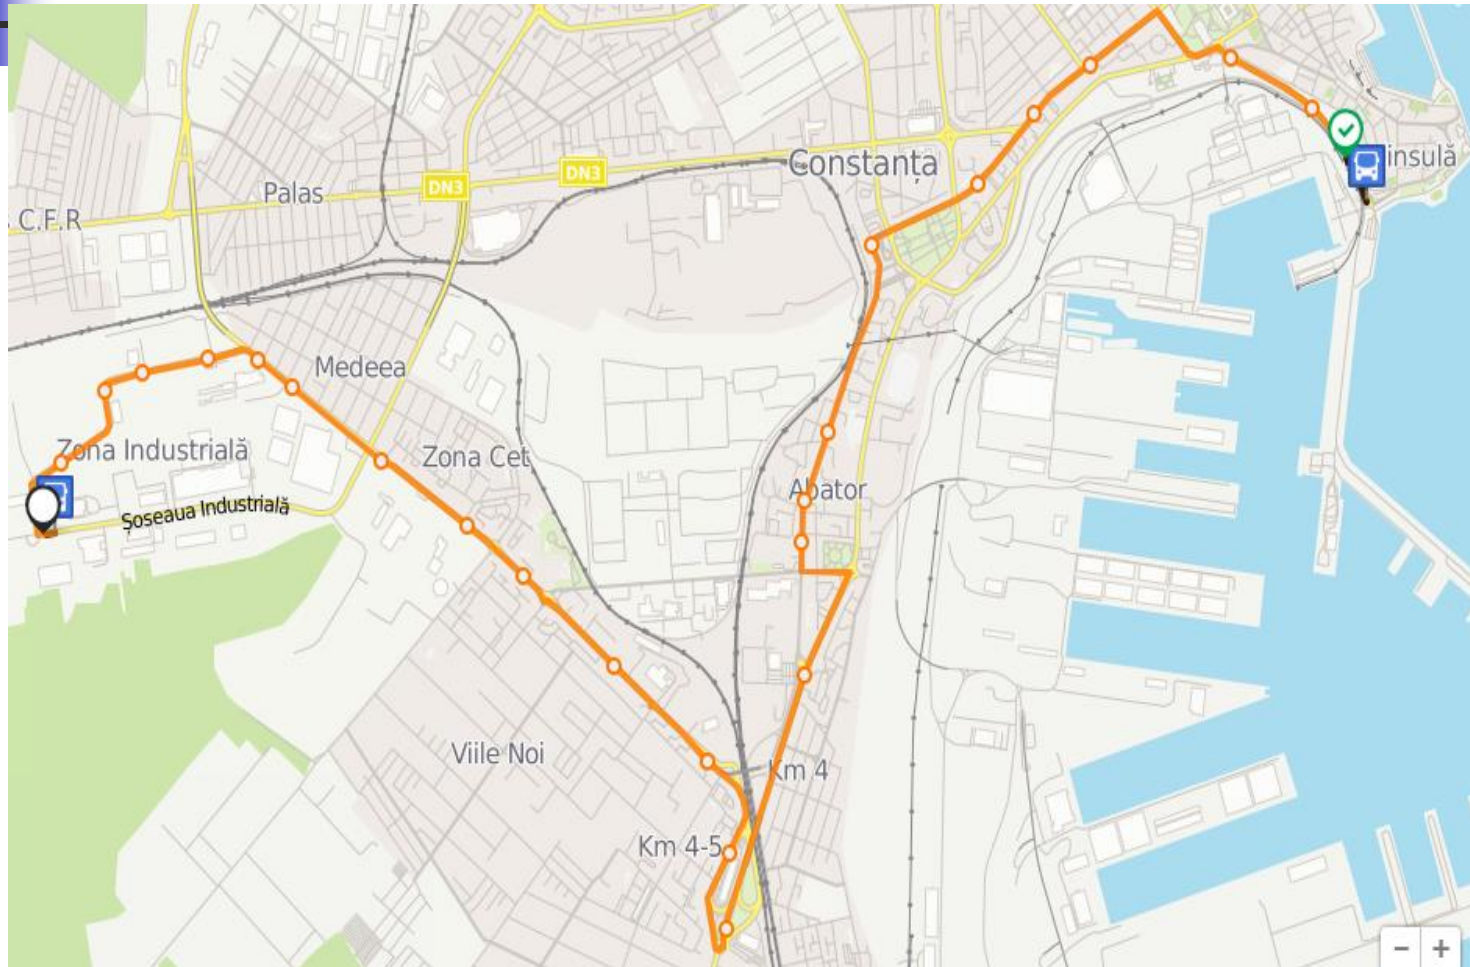 Constanța
insulă
DN3
DN3
Palas
C.F.R
Medeea
Zona Industrială
Zona Cet
Abator
Șoseaua Industrială
Viile Noi
Km 4
Km 4-5
− +